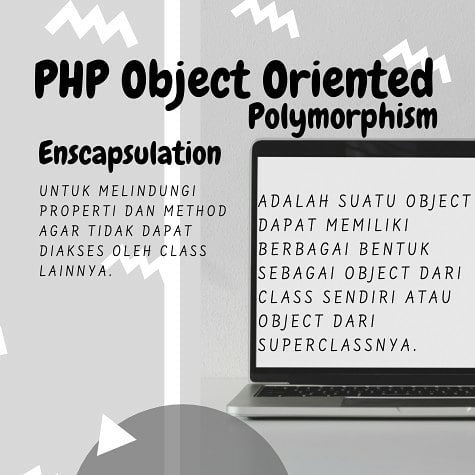 PHP Object Oriented
Polymorphism
Enscapsulation
UNTUK MELINDUNGI
PROPERTI DAN METHOD
AGAR TIDAK DAPAT
DIAKSES OLEH CLASS
LAINNYA.
ADALAH SUATU OBJECT
DAPAT MEMILIKI
BERBAGAI BENTUK
SEBAGAI OBJECT DARI
CLASS SENDIRI ATAU
OBJECT DARI
SUPERCLASSNYA.